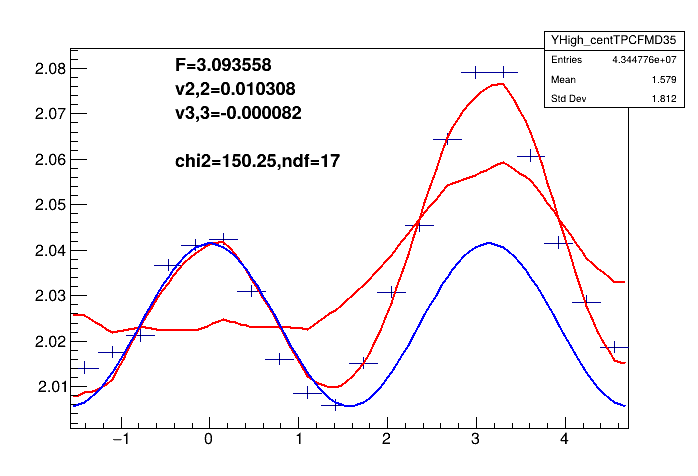 YHigh_centTPCFMD35
Entries 4.344776e+07
Mean 1.579
Std Dev 1.812
F=3.093558
v2,2=0.010308
v3,3=-0.000082
chi2=150.25,ndf=17
2.08
2.07
2.06
2.05
2.04
2.03
2.02
2.01
−1 0 1 2 3 4